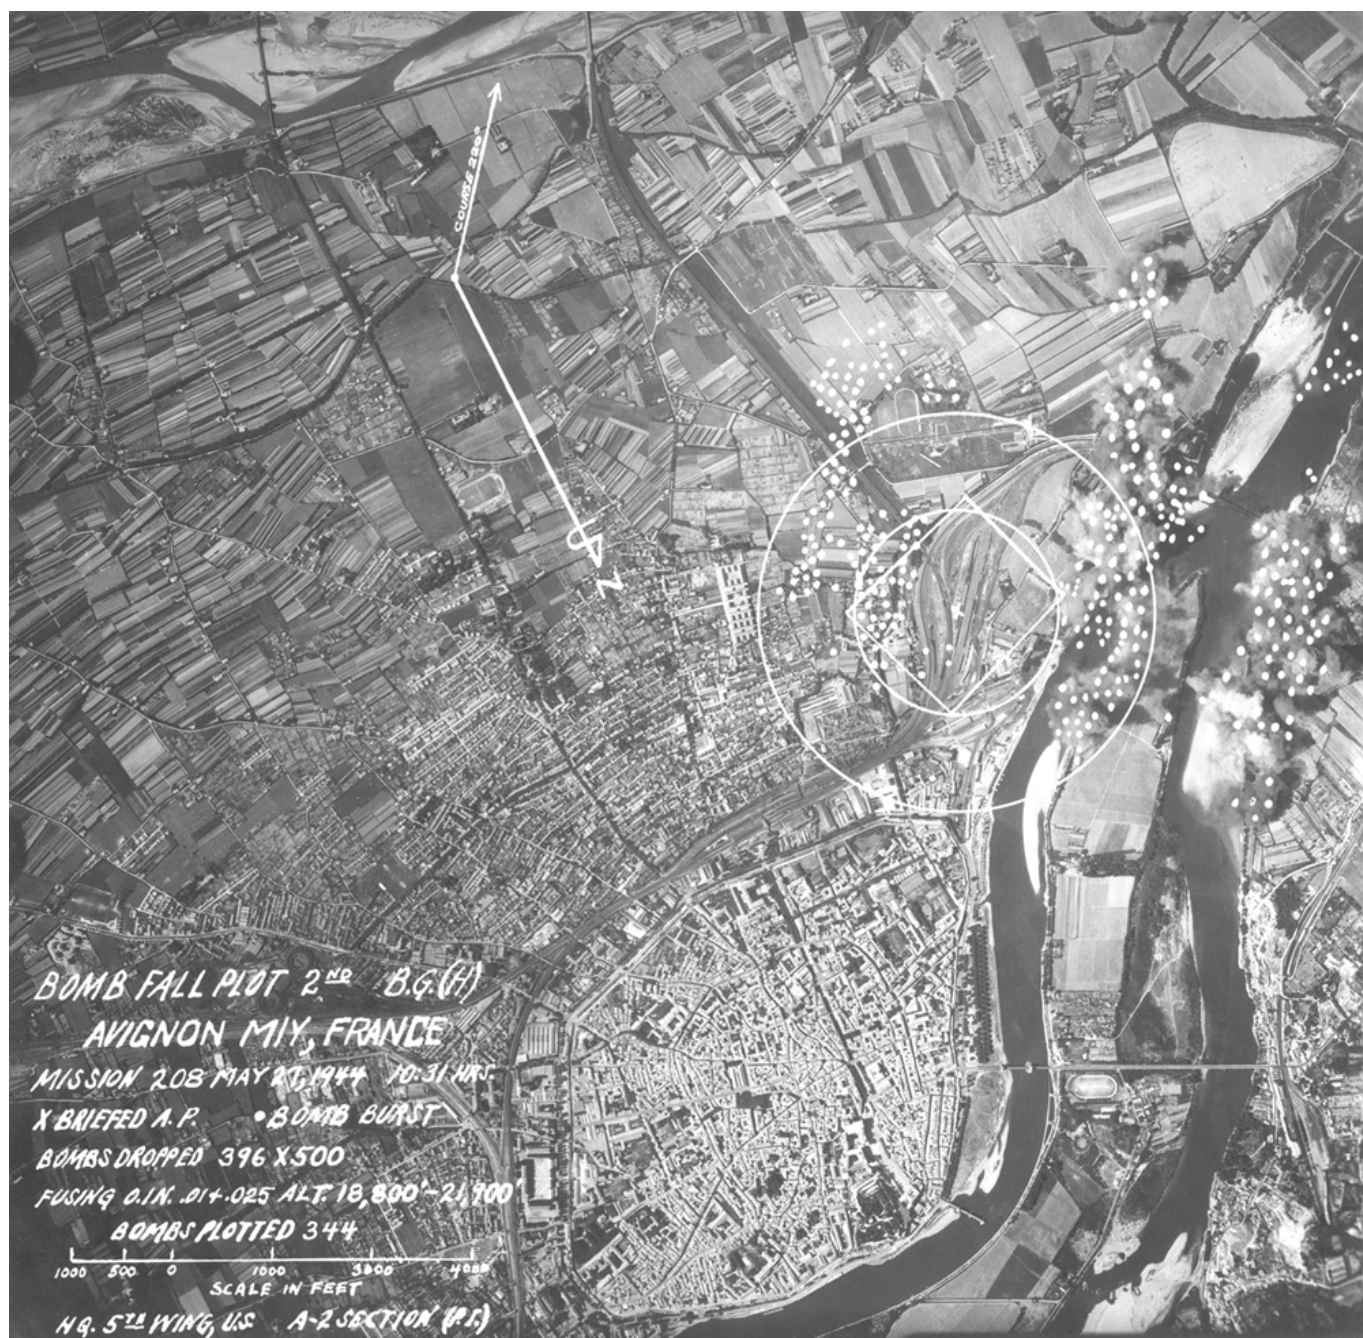 COURSE 220°
N
BOMB FALL PLOT 2ND B.G.(H)
AVIGNON M/Y, FRANCE
MISSION 208 MAY 27, 1944 10:31 HRS.
X BRIEFED A.P. • BOMB BURST
BOMBS DROPPED 396 X 500
FUSING 0.1 N. .01+.025 ALT. 18,800'-21,900'
BOMBS PLOTTED 344
1000 500 0 1000 3000 4000
SCALE IN FEET
HQ. 5TH WING, U.S A-2 SECTION (P.I.)